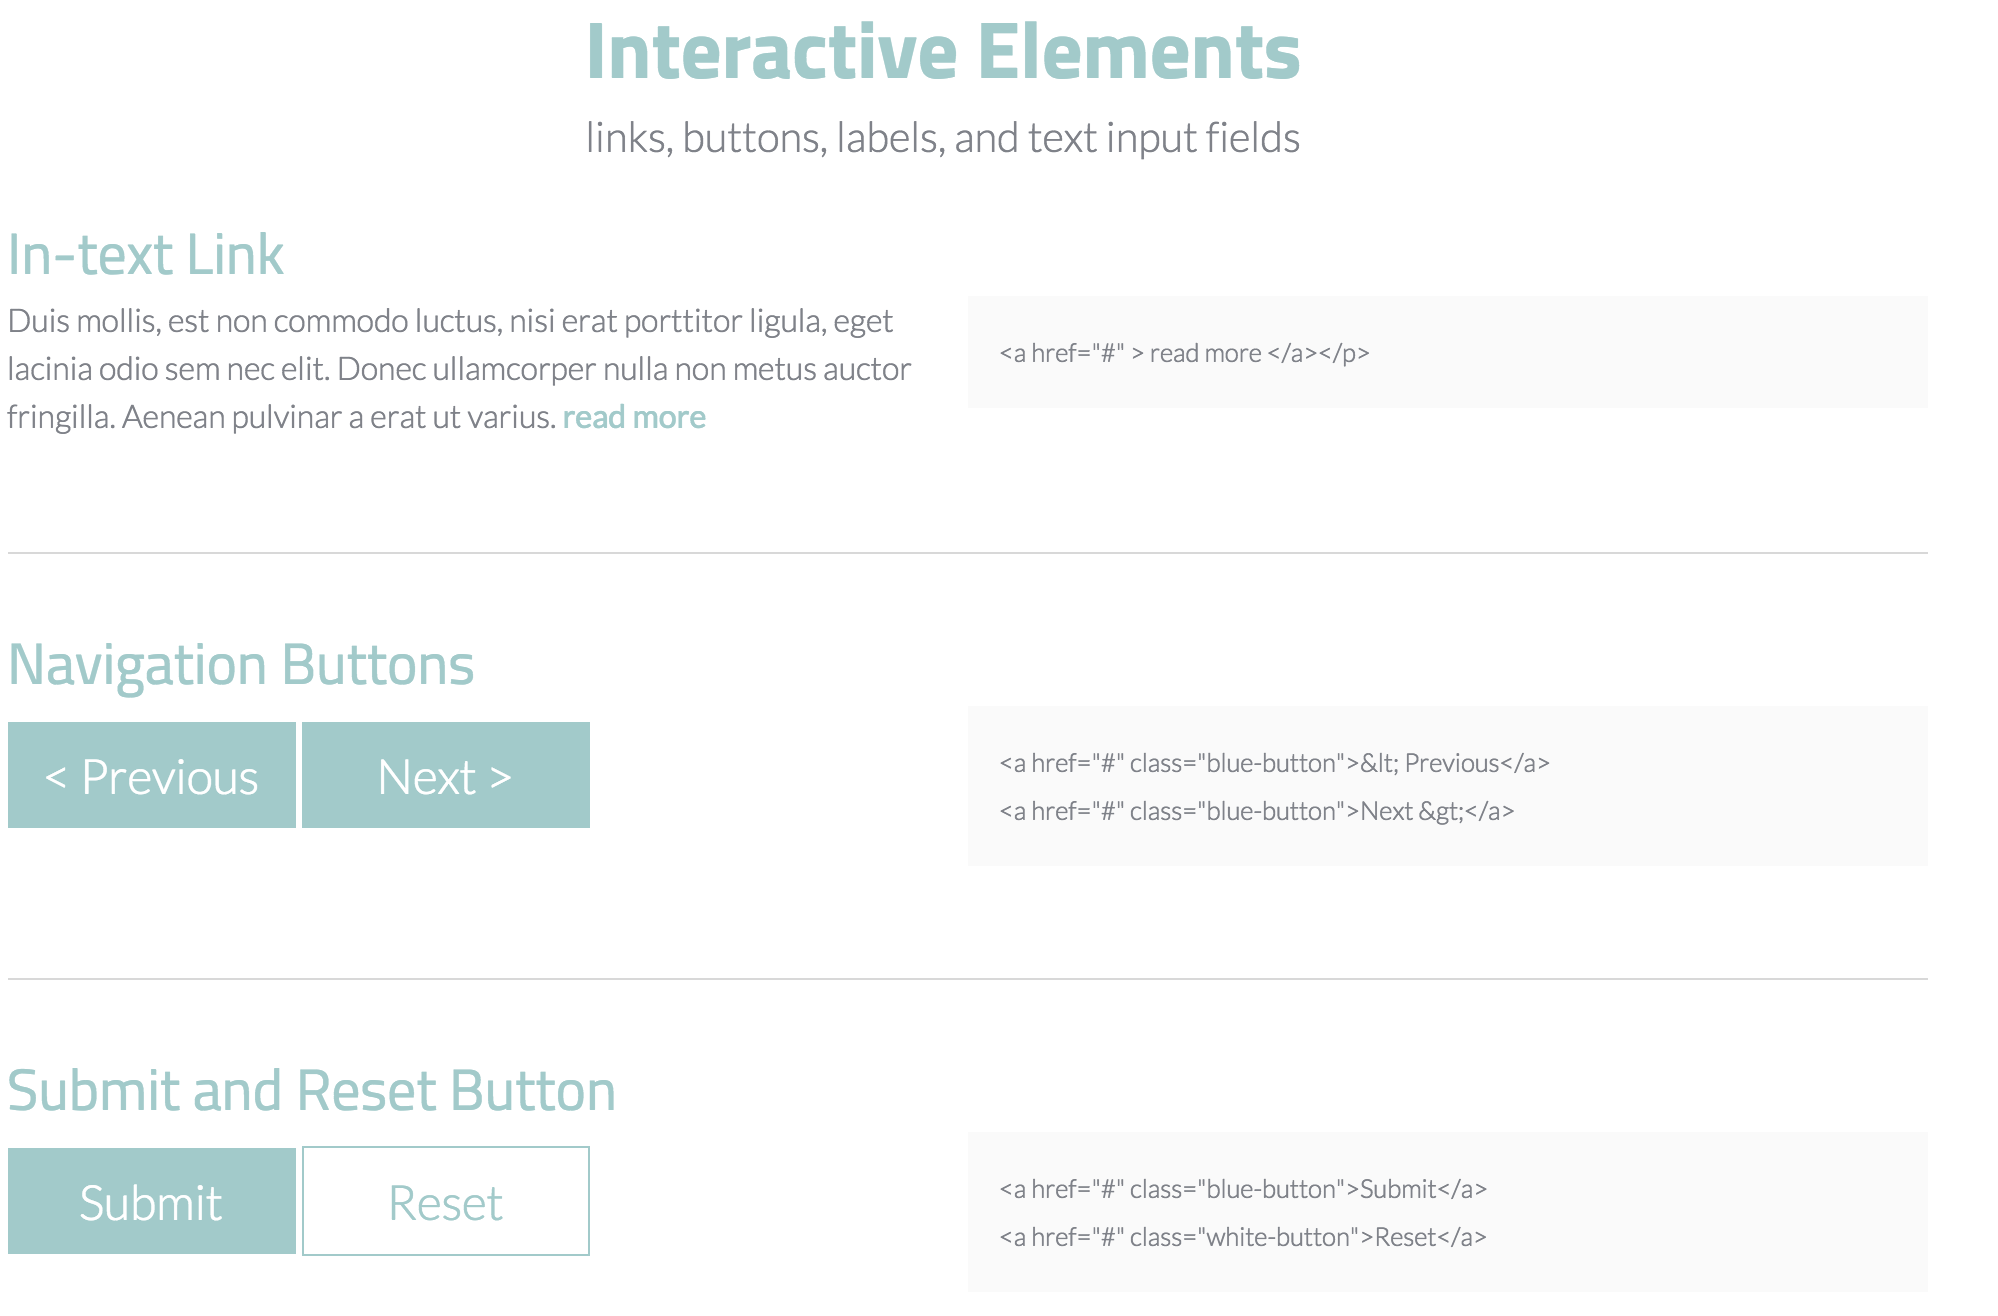 Interactive Elements
links, buttons, labels, and text input fields
In-text Link
Duis mollis, est non commodo luctus, nisi erat porttitor ligula, eget
lacinia odio sem nec elit. Donec ullamcorper nulla non metus auctor
fringilla. Aenean pulvinar a erat ut varius. read more
<a href="#" > read more </a></p>
Navigation Buttons
< Previous
Next >
<a href="#" class="blue-button">&lt; Previous</a>
<a href="#" class="blue-button">Next &gt;</a>
Submit and Reset Button
Submit
Reset
<a href="#" class="blue-button">Submit</a>
<a href="#" class="white-button">Reset</a>